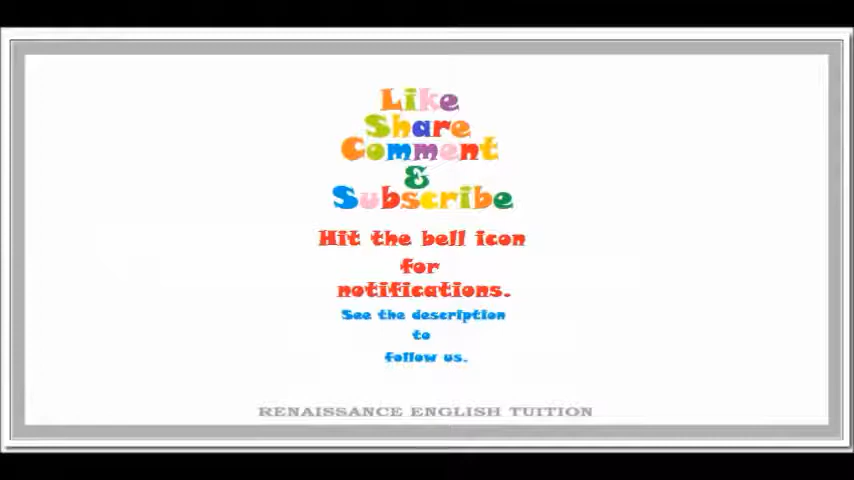 Like
Share
Comment
&
Subscribe
Hit the bell icon
for
notifications.
See the description
to
follow us.
RENAISSANCE ENGLISH TUITION